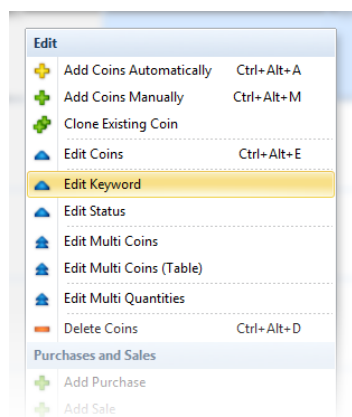 Edit
Add Coins Automatically Ctrl+Alt+A
Add Coins Manually Ctrl+Alt+M
Clone Existing Coin
Edit Coins Ctrl+Alt+E
Edit Keyword
Edit Status
Edit Multi Coins
Edit Multi Coins (Table)
Edit Multi Quantities
Delete Coins Ctrl+Alt+D
Purchases and Sales
Add Purchase
Add Sale